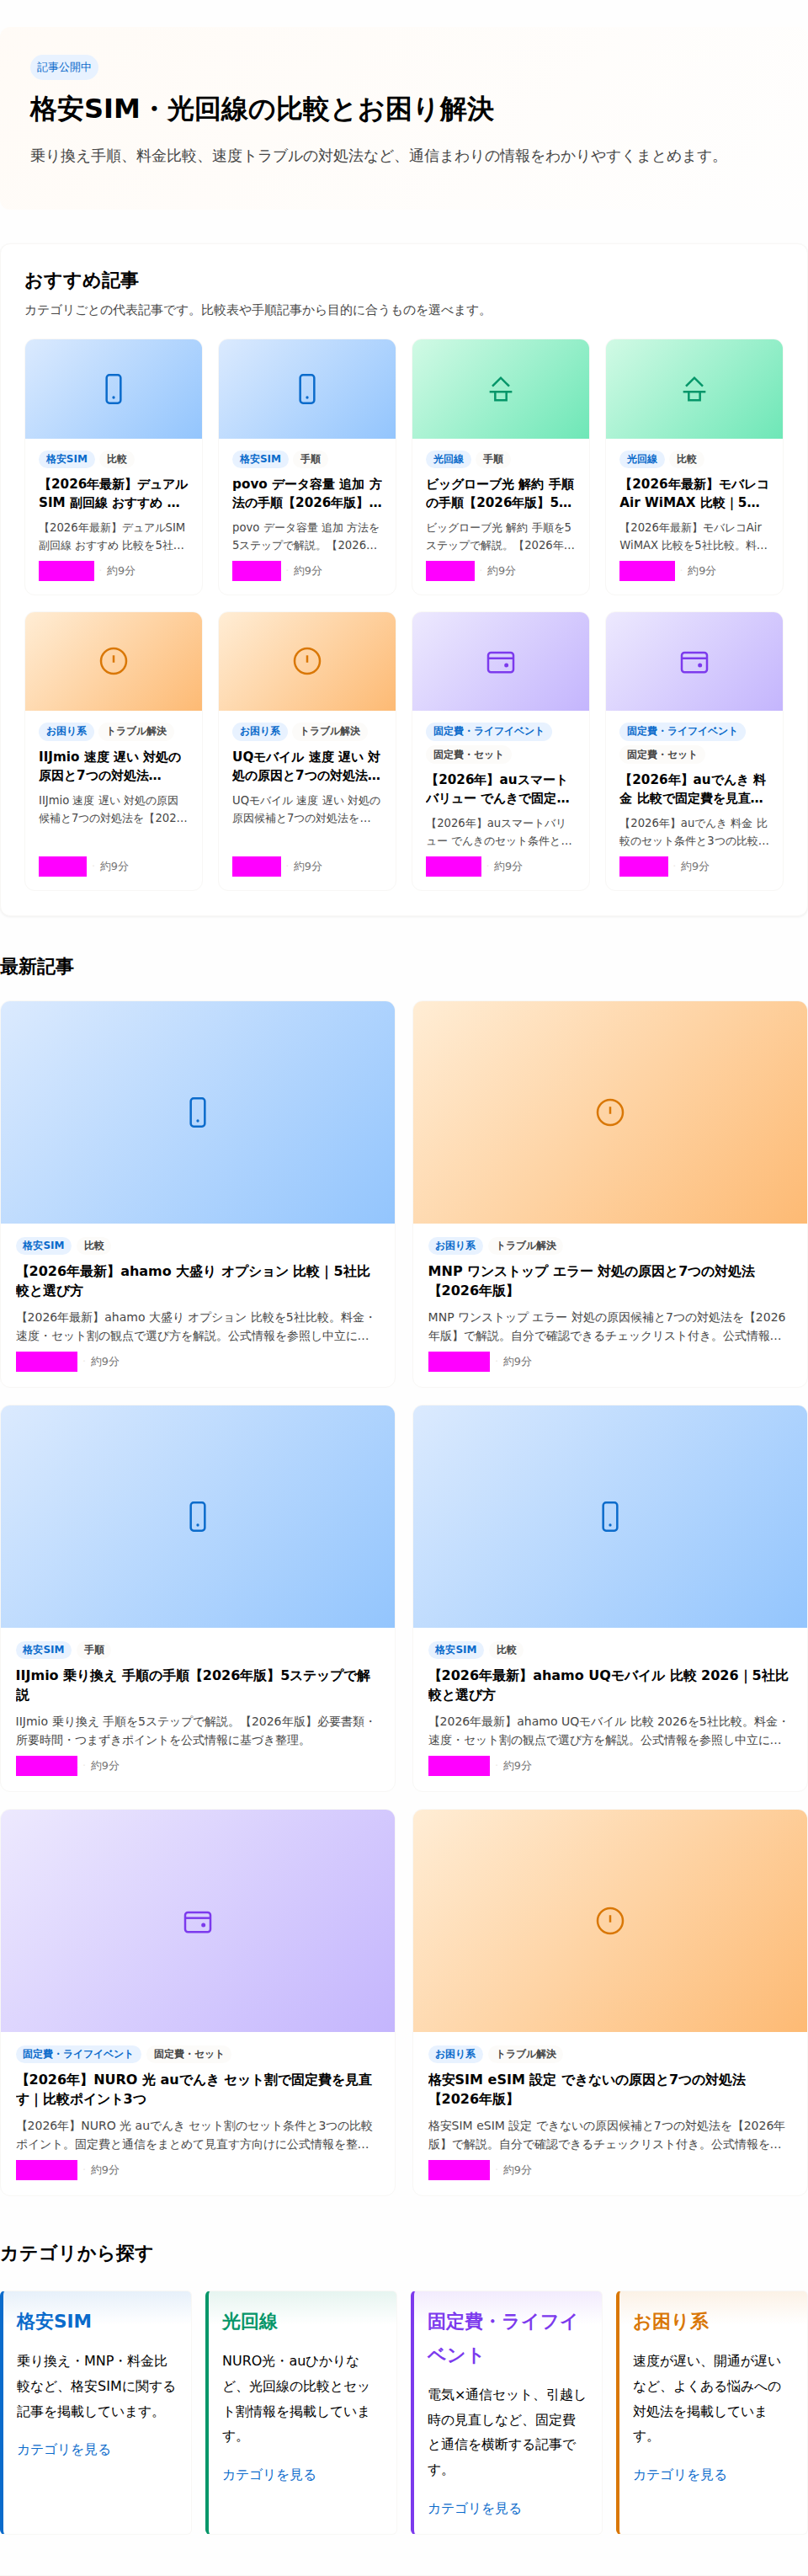 記事公開中
格安SIM・光回線の比較とお困り解決
乗り換え手順、料金比較、速度トラブルの対処法など、通信まわりの情報をわかりやすくまとめます。
おすすめ記事
カテゴリごとの代表記事です。比較表や手順記事から目的に合うものを選べます。
格安SIM 比較
【2026年最新】デュアル
SIM 副回線 おすすめ ...
【2026年最新】デュアルSIM
副回線 おすすめ 比較を5社...
約9分
格安SIM 手順
povo データ容量 追加 方
法の手順【2026年版】...
povo データ容量 追加 方法を
5ステップで解説。【2026...
約9分
光回線 手順
ビッグローブ光 解約 手順
の手順【2026年版】5...
ビッグローブ光 解約 手順を5
ステップで解説。【2026年...
約9分
光回線 比較
【2026年最新】モバレコ
Air WiMAX 比較｜5...
【2026年最新】モバレコAir
WiMAX 比較を5社比較。料...
約9分
お困り系 トラブル解決
IIJmio 速度 遅い 対処の
原因と7つの対処法...
IIJmio 速度 遅い 対処の原因
候補と7つの対処法を【202...
約9分
お困り系 トラブル解決
UQモバイル 速度 遅い 対
処の原因と7つの対処法...
UQモバイル 速度 遅い 対処の
原因候補と7つの対処法を...
約9分
固定費・ライフイベント
固定費・セット
【2026年】auスマート
バリュー でんきで固定...
【2026年】auスマートバリ
ュー でんきのセット条件と...
約9分
固定費・ライフイベント
固定費・セット
【2026年】auでんき 料
金 比較で固定費を見直...
【2026年】auでんき 料金 比
較のセット条件と3つの比較...
約9分
最新記事
格安SIM 比較
【2026年最新】ahamo 大盛り オプション 比較｜5社比
較と選び方
【2026年最新】ahamo 大盛り オプション 比較を5社比較。料金・
速度・セット割の観点で選び方を解説。公式情報を参照し中立に...
約9分
お困り系 トラブル解決
MNP ワンストップ エラー 対処の原因と7つの対処法
【2026年版】
MNP ワンストップ エラー 対処の原因候補と7つの対処法を【2026
年版】で解説。自分で確認できるチェックリスト付き。公式情報...
約9分
格安SIM 手順
IIJmio 乗り換え 手順の手順【2026年版】5ステップで解
説
IIJmio 乗り換え 手順を5ステップで解説。【2026年版】必要書類・
所要時間・つまずきポイントを公式情報に基づき整理。
約9分
格安SIM 比較
【2026年最新】ahamo UQモバイル 比較 2026｜5社比
較と選び方
【2026年最新】ahamo UQモバイル 比較 2026を5社比較。料金・
速度・セット割の観点で選び方を解説。公式情報を参照し中立に...
約9分
固定費・ライフイベント 固定費・セット
【2026年】NURO 光 auでんき セット割で固定費を見直
す｜比較ポイント3つ
【2026年】NURO 光 auでんき セット割のセット条件と3つの比較
ポイント。固定費と通信をまとめて見直す方向けに公式情報を整...
約9分
お困り系 トラブル解決
格安SIM eSIM 設定 できないの原因と7つの対処法
【2026年版】
格安SIM eSIM 設定 できないの原因候補と7つの対処法を【2026年
版】で解説。自分で確認できるチェックリスト付き。公式情報を...
約9分
カテゴリから探す
格安SIM
乗り換え・MNP・料金比
較など、格安SIMに関する
記事を掲載しています。
カテゴリを見る
光回線
NURO光・auひかりな
ど、光回線の比較とセッ
ト割情報を掲載していま
す。
カテゴリを見る
固定費・ライフイ
ベント
電気×通信セット、引越し
時の見直しなど、固定費
と通信を横断する記事で
す。
カテゴリを見る
お困り系
速度が遅い、開通が遅い
など、よくある悩みへの
対処法を掲載していま
す。
カテゴリを見る